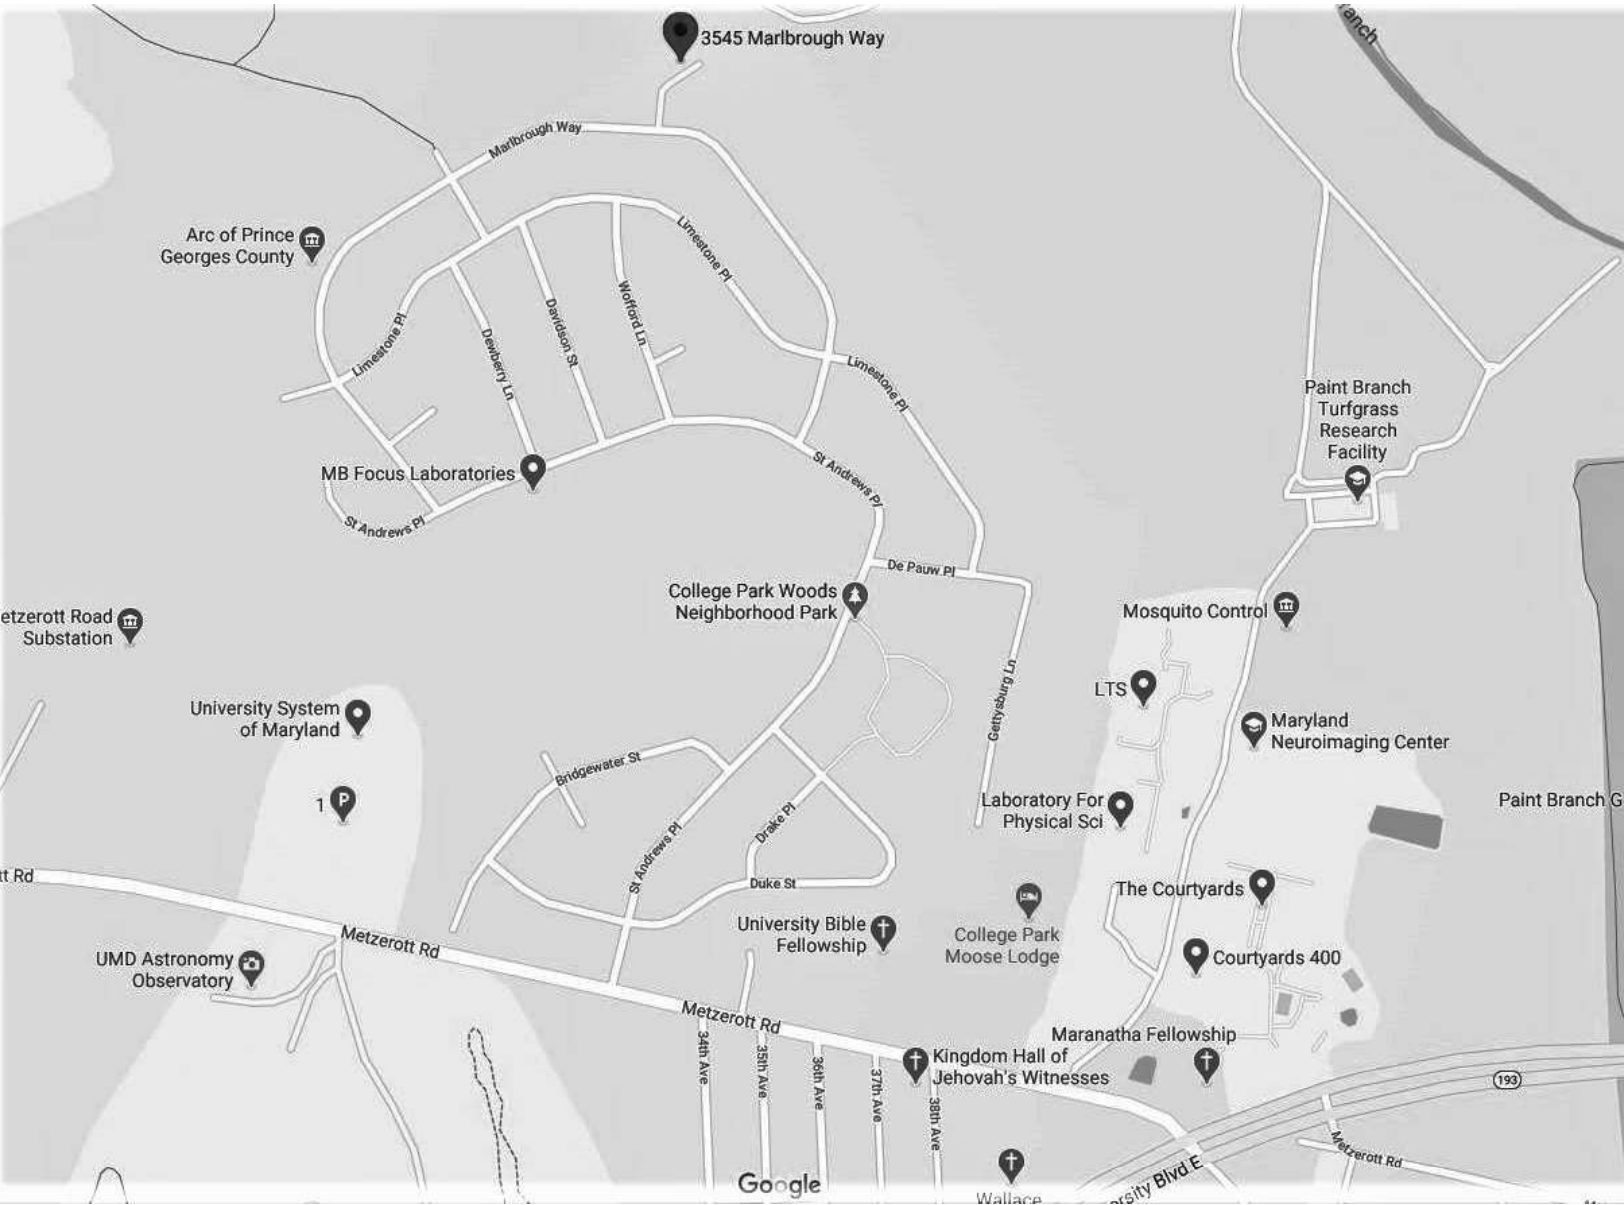 anch
3545 Marlbrough Way
Marlbrough Way
Arc of Prince
Georges County
Limestone Pl
Limestone Pl
Dewberry Ln
Davidson St
Wofford Ln
Limestone Pl
Paint Branch
Turfgrass
Research
Facility
MB Focus Laboratories
St Andrews Pl
St Andrews Pl
De Pauw Pl
College Park Woods
Neighborhood Park
Mosquito Control
etzerott Road
Substation
LTS
Gettysburg Ln
University System
of Maryland
Maryland
Neuroimaging Center
Bridgewater St
1
P
Drake Pl
Laboratory For
Physical Sci
Paint Branch G
St Andrews Pl
tt Rd
Duke St
The Courtyards
University Bible
Fellowship
College Park
Moose Lodge
Metzerott Rd
UMD Astronomy
Observatory
Courtyards 400
Metzerott Rd
Maranatha Fellowship
34th Ave
35th Ave
36th Ave
37th Ave
38th Ave
Kingdom Hall of
Jehovah's Witnesses
193
Metzerott Rd
Google
Wallace
ersity Blvd E